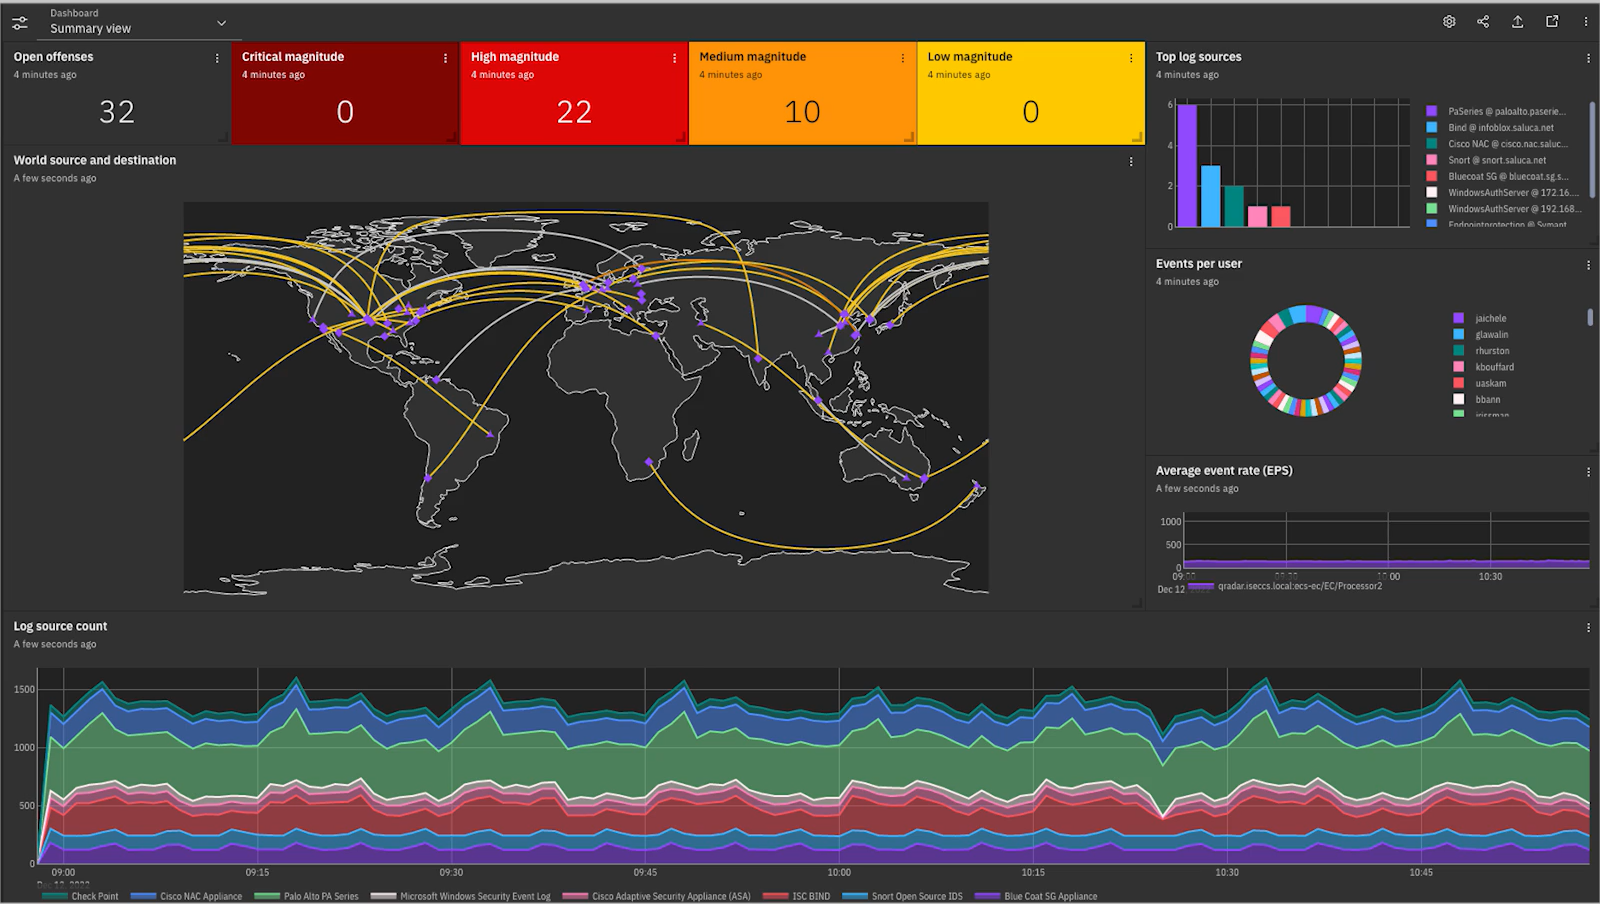 Dashboard
Summary view
Open offenses
4 minutes ago
32
Critical magnitude
4 minutes ago
0
High magnitude
4 minutes ago
22
Medium magnitude
4 minutes ago
10
Low magnitude
4 minutes ago
0
Top log sources
4 minutes ago
6
4
2
0
PaSeries @ paloalto.paserie...
Bind @ infoblox.saluca.net
Cisco NAC @ cisco.nac.saluc...
Snort @ snort.saluca.net
Bluecoat SG @ bluecoat.sg.s...
WindowsAuthServer @ 172.16....
WindowsAuthServer @ 192.168...
Endpointprotection @ Symant
World source and destination
A few seconds ago
Events per user
4 minutes ago
jaichele
glawalin
rhurston
kbouffard
uaskam
bbann
Average event rate (EPS)
A few seconds ago
1000
500
0
09:00
09:30
10:00
10:30
Dec 12, 2022
qradar.iseccs.local:ecs-ec/EC/Processor2
Log source count
A few seconds ago
1500
1000
500
0
09:00
09:15
09:30
09:45
10:00
10:15
10:30
10:45
Dec 12, 2022
Check Point
Cisco NAC Appliance
Palo Alto PA Series
Microsoft Windows Security Event Log
Cisco Adaptive Security Appliance (ASA)
ISC BIND
Snort Open Source IDS
Blue Coat SG Appliance